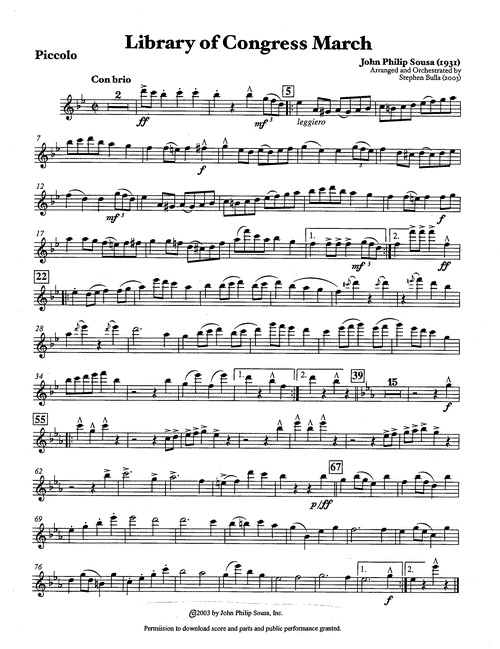 Library of Congress March
Piccolo
John Philip Sousa (1931)
Arranged and Orchestrated by
Stephen Bulla (2003)
Con brio
2
5
ff
mf 3
leggiero
7
f
12
mf 3
f
17
1.
2.
mf 3
ff
22
28
34
1.
2.
39
15
f
55
62
67
p/ff
69
76
1.
2.
f
©2003 by John Philip Sousa, Inc.
Permission to download score and parts and public performance granted.